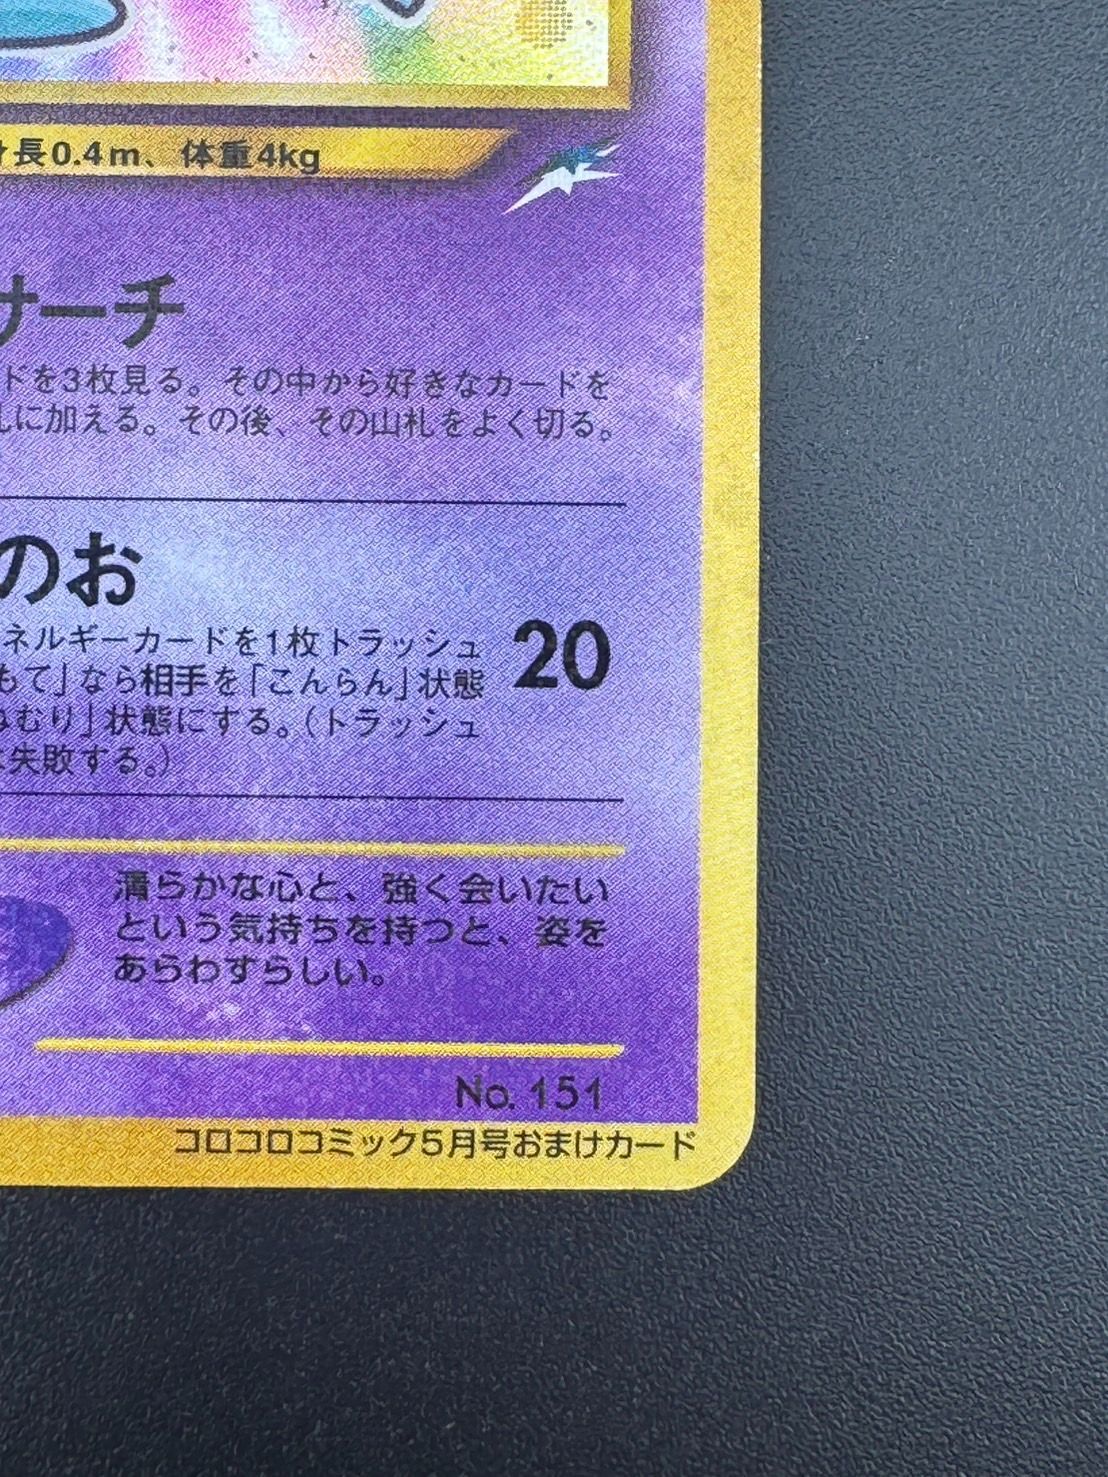 長0.4m、体重4kg
サーチ
ドを3枚見る。その中から好きなカードを
に加える。その後、その山札をよく切る。
のお
ネルギーカードを1枚トラッシュ
もて」なら相手を「こんらん」状態
むり」状態にする。(トラッシュ
失敗する。)
20
清らかな心と、強く会いたい
という気持ちを持つと、姿を
あらわすらしい。
No. 151
コロコロコミック5月号おまけカード